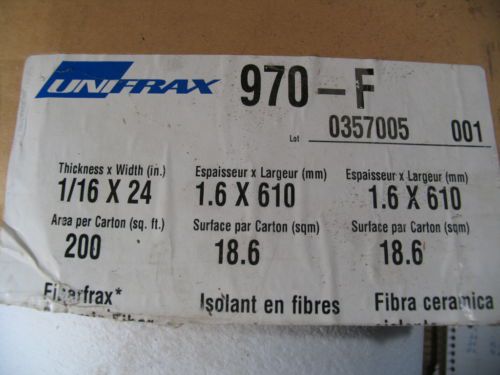 UNIFRAX 970-F
Lot 0357005 001
Thickness x Width (in.) Espaisseur x Largeur (mm) Espaisseur x Largeur (mm)
1/16 X 24 1.6 X 610 1.6 X 610
Area per Carton (sq. ft.) Surface par Carton (sqm) Surface par Carton (sqm)
200 18.6 18.6
Fiberfrax* Isolant en fibres Fibra ceramica